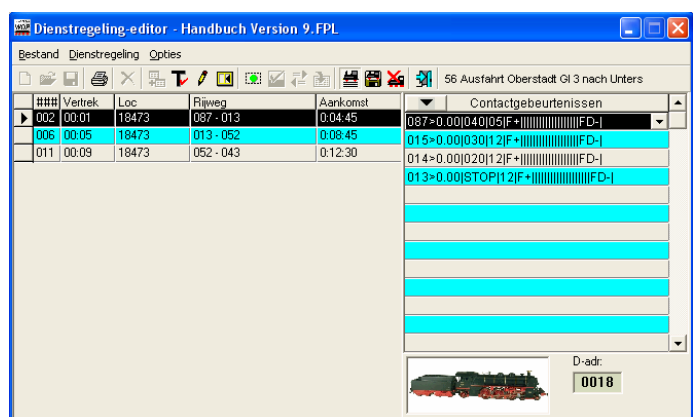 Dienstregeling-editor - Handbuch Version 9.FPL
Bestand Dienstregeling Opties
56 Ausfahrt Oberstadt Gl 3 nach Unters
### Vertrek Loc Rijweg Aankomst
002 00:01 18473 087 - 013 0:04:45
006 00:05 18473 013 - 052 0:08:45
011 00:09 18473 052 - 043 0:12:30
Contactgebeurtenissen
087>0.00|040|05|F+||||||||||||||||||||FD-|
015>0.00|030|12|F+||||||||||||||||||||FD-|
014>0.00|020|12|F+||||||||||||||||||||FD-|
013>0.00|STOP|12|F+||||||||||||||||||||FD-|
D-adr:
0018